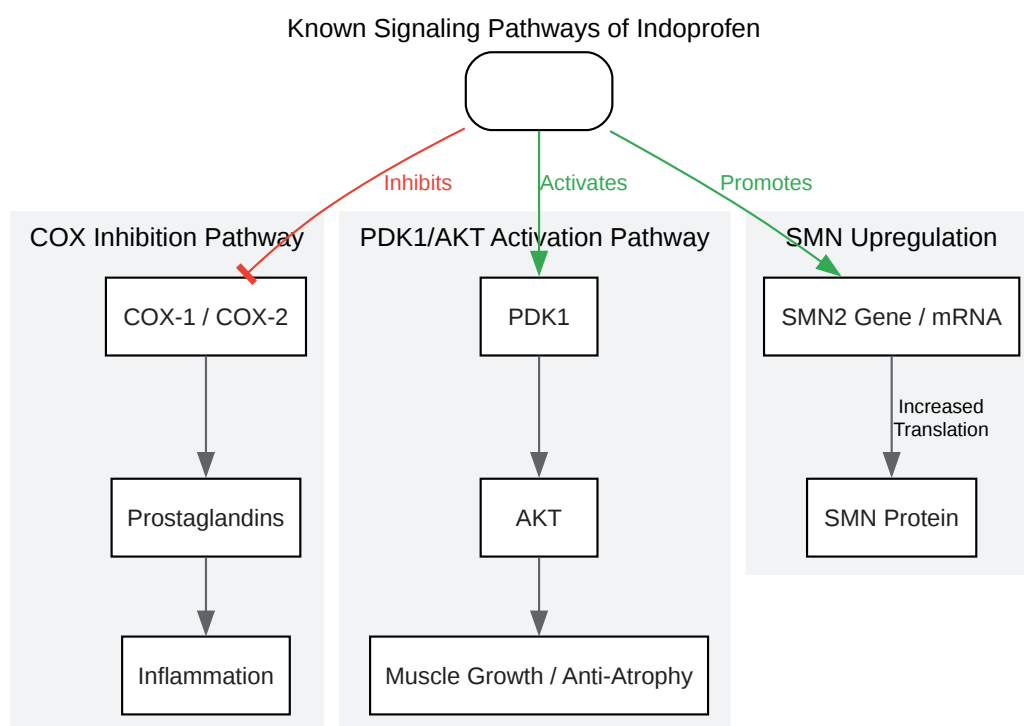 Known Signaling Pathways of Indoprofen
Inhibits
Activates
Promotes
COX Inhibition Pathway
PDK1/AKT Activation Pathway
SMN Upregulation
COX-1 / COX-2
PDK1
SMN2 Gene / mRNA
Increased
Translation
Prostaglandins
AKT
SMN Protein
Inflammation
Muscle Growth / Anti-Atrophy